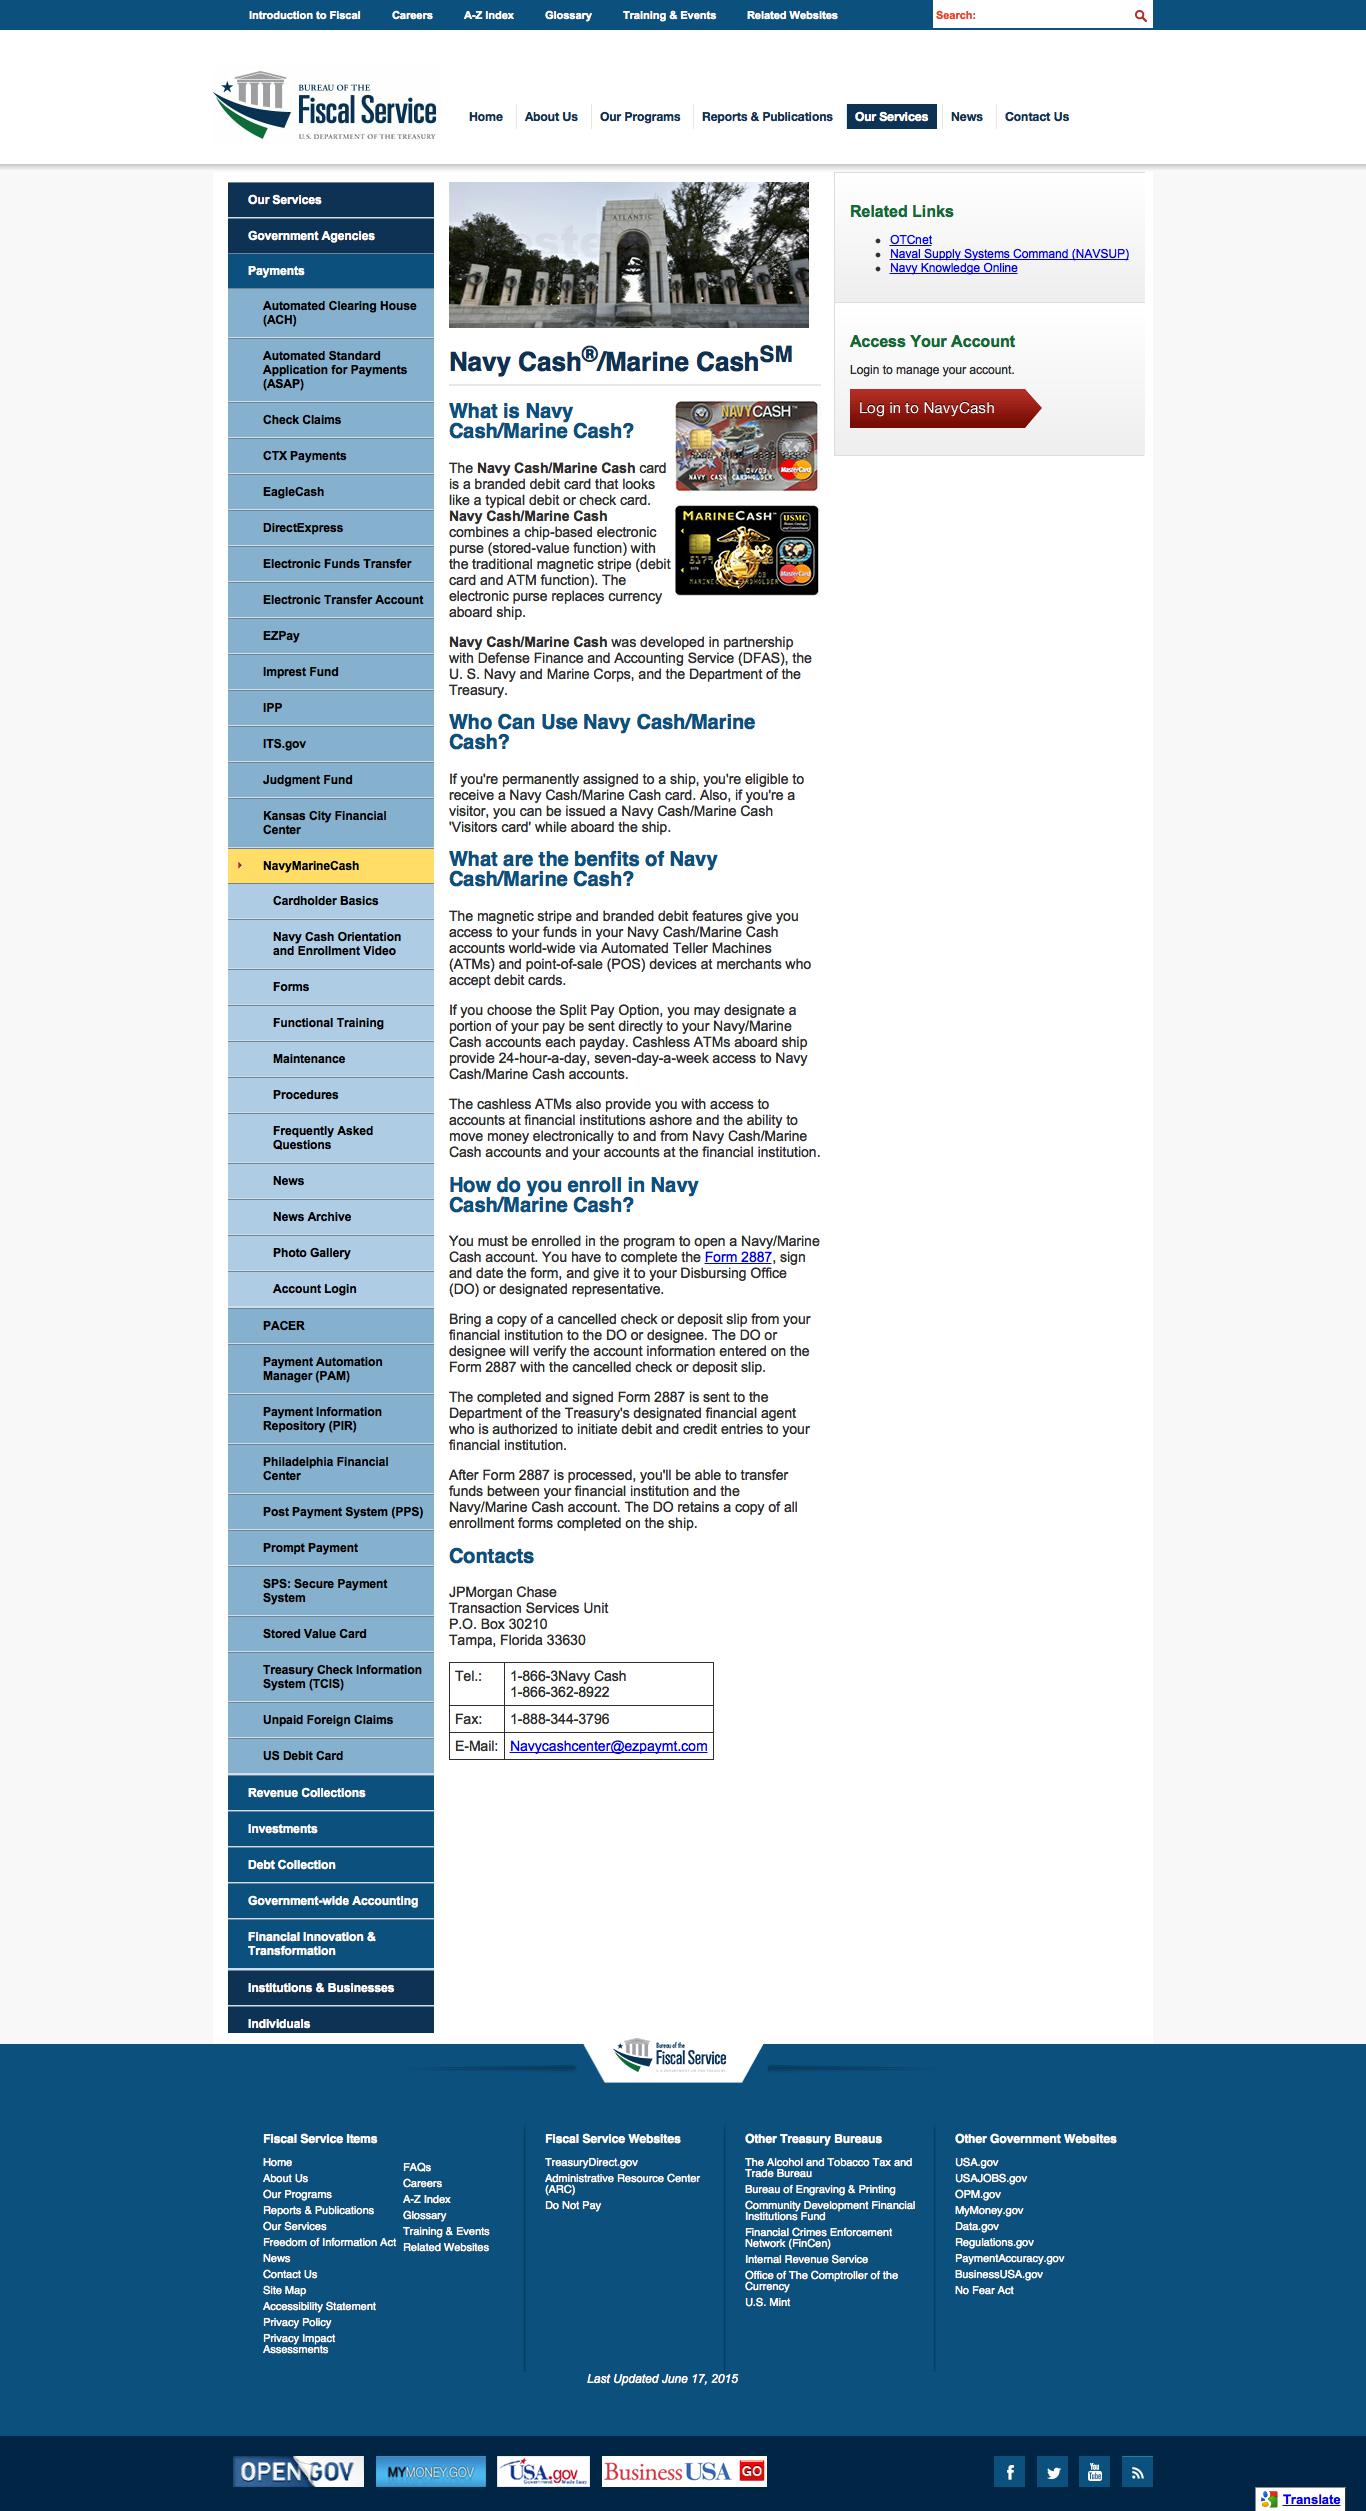 Introduction to Fiscal Careers A-Z Index Glossary Training & Events Related Websites Search:
BUREAU OF THE
Fiscal Service
U.S. DEPARTMENT OF THE TREASURY
Home About Us Our Programs Reports & Publications Our Services News Contact Us
Our Services
Government Agencies
Payments
Automated Clearing House
(ACH)
Automated Standard
Application for Payments
(ASAP)
Check Claims
CTX Payments
EagleCash
DirectExpress
Electronic Funds Transfer
Electronic Transfer Account
EZPay
Imprest Fund
IPP
ITS.gov
Judgment Fund
Kansas City Financial
Center
NavyMarineCash
Cardholder Basics
Navy Cash Orientation
and Enrollment Video
Forms
Functional Training
Maintenance
Procedures
Frequently Asked
Questions
News
News Archive
Photo Gallery
Account Login
PACER
Payment Automation
Manager (PAM)
Payment Information
Repository (PIR)
Philadelphia Financial
Center
Post Payment System (PPS)
Prompt Payment
SPS: Secure Payment
System
Stored Value Card
Treasury Check Information
System (TCIS)
Unpaid Foreign Claims
US Debit Card
Revenue Collections
Investments
Debt Collection
Government-wide Accounting
Financial Innovation &
Transformation
Institutions & Businesses
Individuals
ATLANTIC
Navy Cash®/Marine CashSM
What is Navy
Cash/Marine Cash?
NAVYCASH™
NAVY CASH CARDHOLDER
MasterCard
MARINECASH™
USMC
MasterCard
The Navy Cash/Marine Cash card
is a branded debit card that looks
like a typical debit or check card.
Navy Cash/Marine Cash
combines a chip-based electronic
purse (stored-value function) with
the traditional magnetic stripe (debit
card and ATM function). The
electronic purse replaces currency
aboard ship.
Navy Cash/Marine Cash was developed in partnership
with Defense Finance and Accounting Service (DFAS), the
U. S. Navy and Marine Corps, and the Department of the
Treasury.
Who Can Use Navy Cash/Marine
Cash?
If you're permanently assigned to a ship, you're eligible to
receive a Navy Cash/Marine Cash card. Also, if you're a
visitor, you can be issued a Navy Cash/Marine Cash
'Visitors card' while aboard the ship.
What are the benfits of Navy
Cash/Marine Cash?
The magnetic stripe and branded debit features give you
access to your funds in your Navy Cash/Marine Cash
accounts world-wide via Automated Teller Machines
(ATMs) and point-of-sale (POS) devices at merchants who
accept debit cards.
If you choose the Split Pay Option, you may designate a
portion of your pay be sent directly to your Navy/Marine
Cash accounts each payday. Cashless ATMs aboard ship
provide 24-hour-a-day, seven-day-a-week access to Navy
Cash/Marine Cash accounts.
The cashless ATMs also provide you with access to
accounts at financial institutions ashore and the ability to
move money electronically to and from Navy Cash/Marine
Cash accounts and your accounts at the financial institution.
How do you enroll in Navy
Cash/Marine Cash?
You must be enrolled in the program to open a Navy/Marine
Cash account. You have to complete the Form 2887, sign
and date the form, and give it to your Disbursing Office
(DO) or designated representative.
Bring a copy of a cancelled check or deposit slip from your
financial institution to the DO or designee. The DO or
designee will verify the account information entered on the
Form 2887 with the cancelled check or deposit slip.
The completed and signed Form 2887 is sent to the
Department of the Treasury's designated financial agent
who is authorized to initiate debit and credit entries to your
financial institution.
After Form 2887 is processed, you'll be able to transfer
funds between your financial institution and the
Navy/Marine Cash account. The DO retains a copy of all
enrollment forms completed on the ship.
Contacts
JPMorgan Chase
Transaction Services Unit
P.O. Box 30210
Tampa, Florida 33630
Tel.: 1-866-3Navy Cash
1-866-362-8922
Fax: 1-888-344-3796
E-Mail: Navycashcenter@ezpaymt.com
Related Links
OTCnet
Naval Supply Systems Command (NAVSUP)
Navy Knowledge Online
Access Your Account
Login to manage your account.
Log in to NavyCash
Bureau of the
Fiscal Service
Fiscal Service Items
Home
About Us
Our Programs
Reports & Publications
Our Services
Freedom of Information Act
News
Contact Us
Site Map
Accessibility Statement
Privacy Policy
Privacy Impact
Assessments
FAQs
Careers
A-Z Index
Glossary
Training & Events
Related Websites
Fiscal Service Websites
TreasuryDirect.gov
Administrative Resource Center
(ARC)
Do Not Pay
Other Treasury Bureaus
The Alcohol and Tobacco Tax and
Trade Bureau
Bureau of Engraving & Printing
Community Development Financial
Institutions Fund
Financial Crimes Enforcement
Network (FinCen)
Internal Revenue Service
Office of The Comptroller of the
Currency
U.S. Mint
Other Government Websites
USA.gov
USAJOBS.gov
OPM.gov
MyMoney.gov
Data.gov
Regulations.gov
PaymentAccuracy.gov
BusinessUSA.gov
No Fear Act
Last Updated June 17, 2015
OPEN GOV MYMONEY.GOV USA.gov Business USA GO You Tube
Government Made Easy
Translate